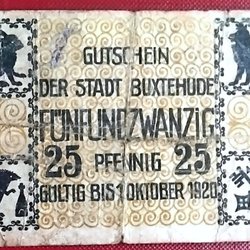 GUTSCHEIN
DER STADT BUXTEHUDE
FÜNFUNDZWANZIG
25 PFENNIG 25
GÜLTIG BIS 1 OKTOBER 1920